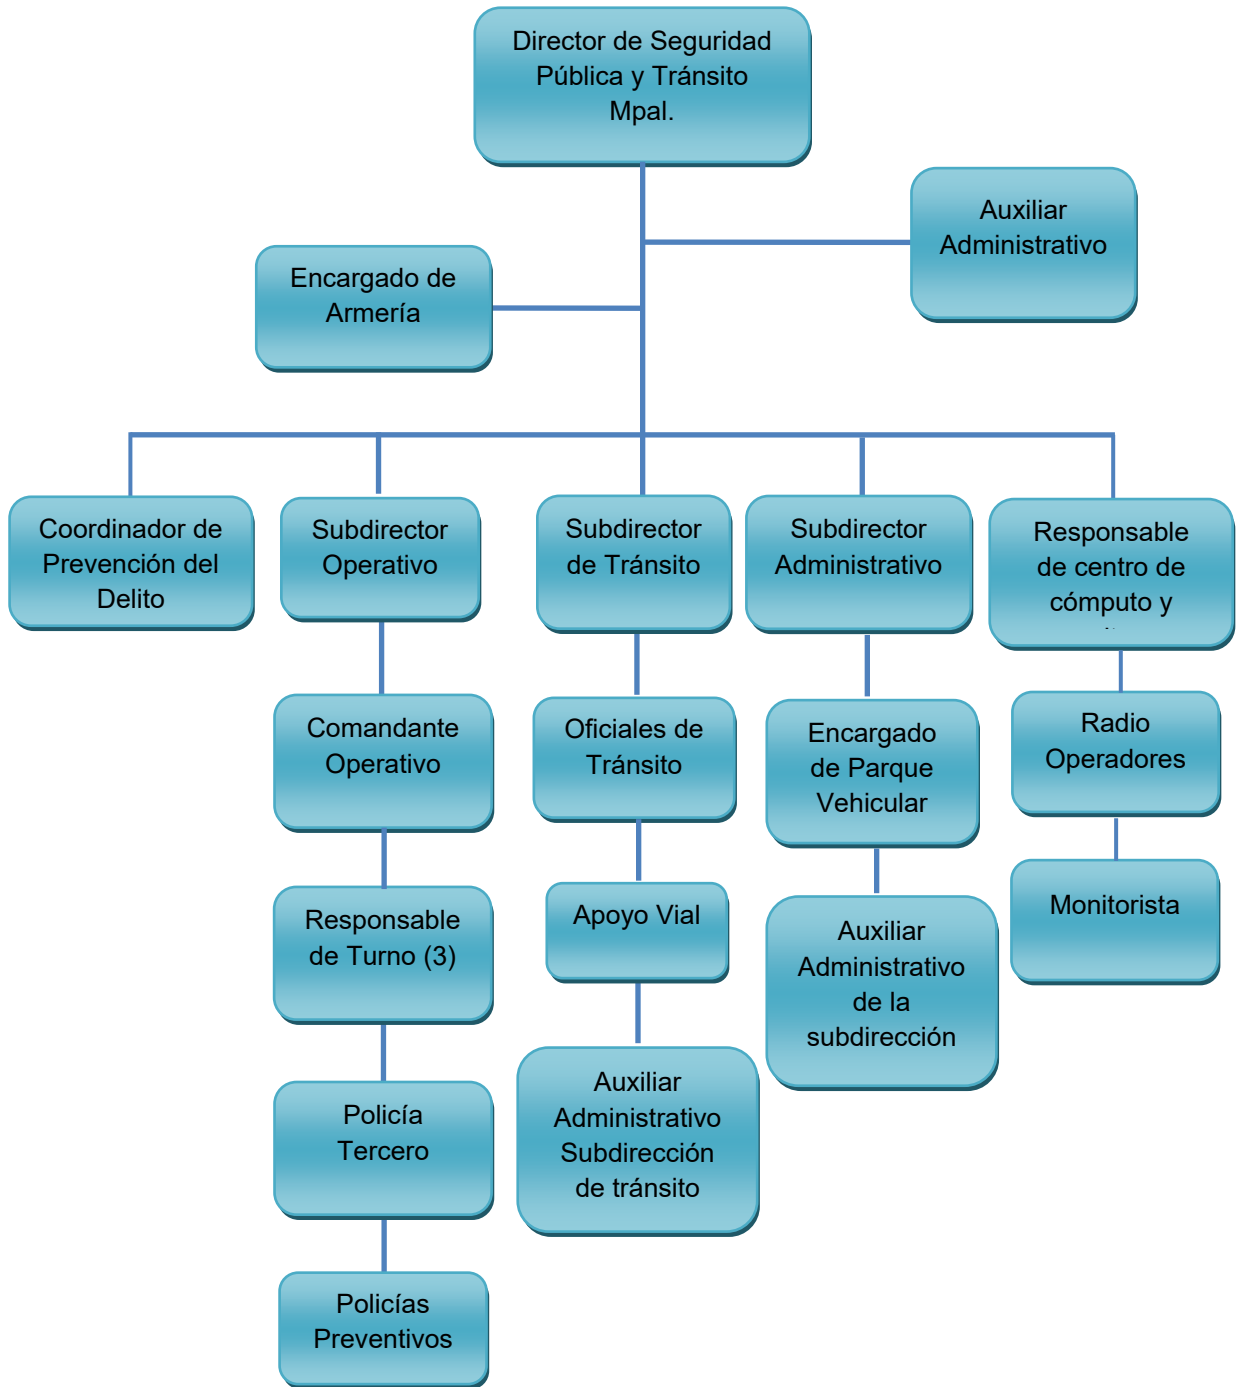 Director de Seguridad
Pública y Tránsito
Mpal.
Auxiliar
Administrativo
Encargado de
Armería
Coordinador de
Prevención del
Delito
Subdirector
Operativo
Subdirector
de Tránsito
Subdirector
Administrativo
Responsable
de centro de
cómputo y
Comandante
Operativo
Oficiales de
Tránsito
Encargado
de Parque
Vehicular
Radio
Operadores
Responsable
de Turno (3)
Apoyo Vial
Auxiliar
Administrativo
de la
subdirección
Monitorista
Policía
Tercero
Auxiliar
Administrativo
Subdirección
de tránsito
Policías
Preventivos